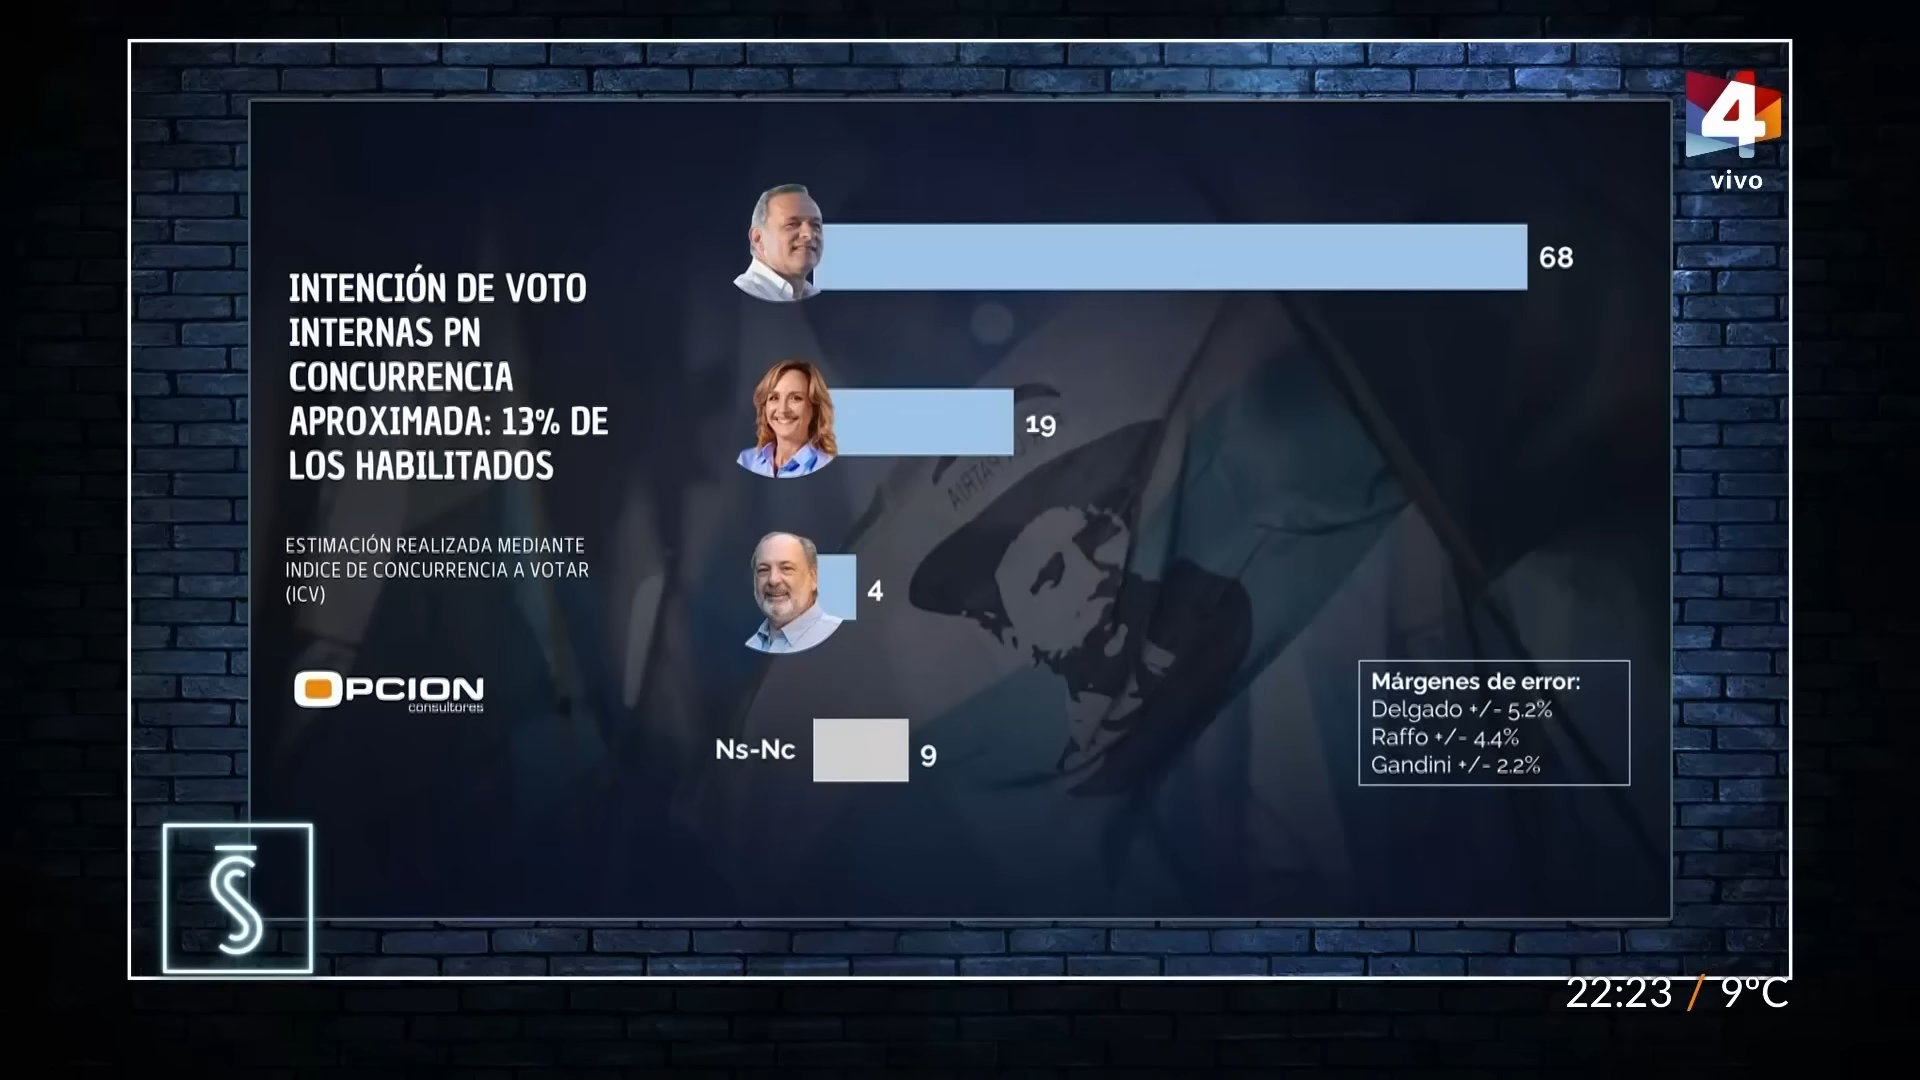 4
vivo
INTENCIÓN DE VOTO
INTERNAS PN
CONCURRENCIA
APROXIMADA: 13% DE
LOS HABILITADOS
ESTIMACIÓN REALIZADA MEDIANTE
INDICE DE CONCURRENCIA A VOTAR
(ICV)
OPCION
consultores
68
19
4
Ns-Nc
9
Márgenes de error:
Delgado +/- 5.2%
Raffo +/- 4.4%
Gandini +/- 2.2%
S
22:23 / 9°C